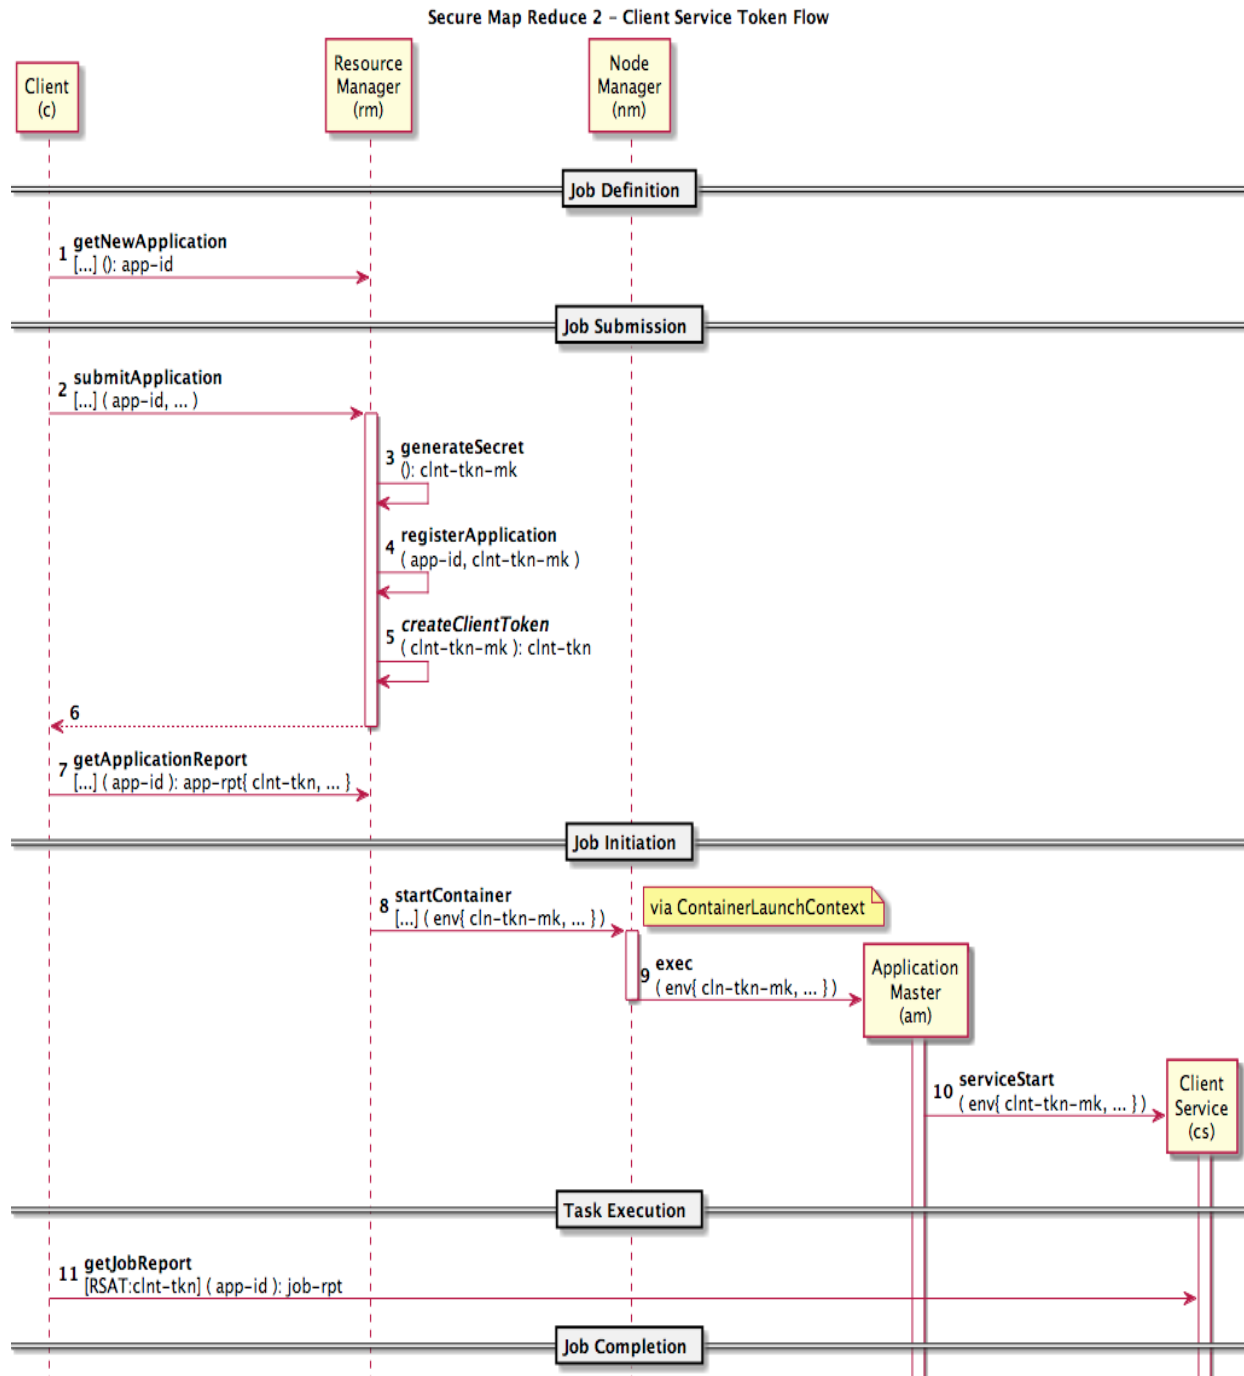 Secure Map Reduce 2 - Client Service Token Flow
Client
(c)
Resource
Manager
(rm)
Node
Manager
(nm)
Job Definition
1 getNewApplication
[...] (): app-id
Job Submission
2 submitApplication
[...] ( app-id, ... )
3 generateSecret
(): clnt-tkn-mk
4 registerApplication
( app-id, clnt-tkn-mk )
5 createClientToken
( clnt-tkn-mk ): clnt-tkn
6
7 getApplicationReport
[...] ( app-id ): app-rpt{ clnt-tkn, ... }
Job Initiation
8 startContainer
[...] ( env{ cln-tkn-mk, ... } )
via ContainerLaunchContext
9 exec
( env{ cln-tkn-mk, ... } )
Application
Master
(am)
10 serviceStart
( env{ clnt-tkn-mk, ... } )
Client
Service
(cs)
Task Execution
11 getJobReport
[RSAT:clnt-tkn] ( app-id ): job-rpt
Job Completion